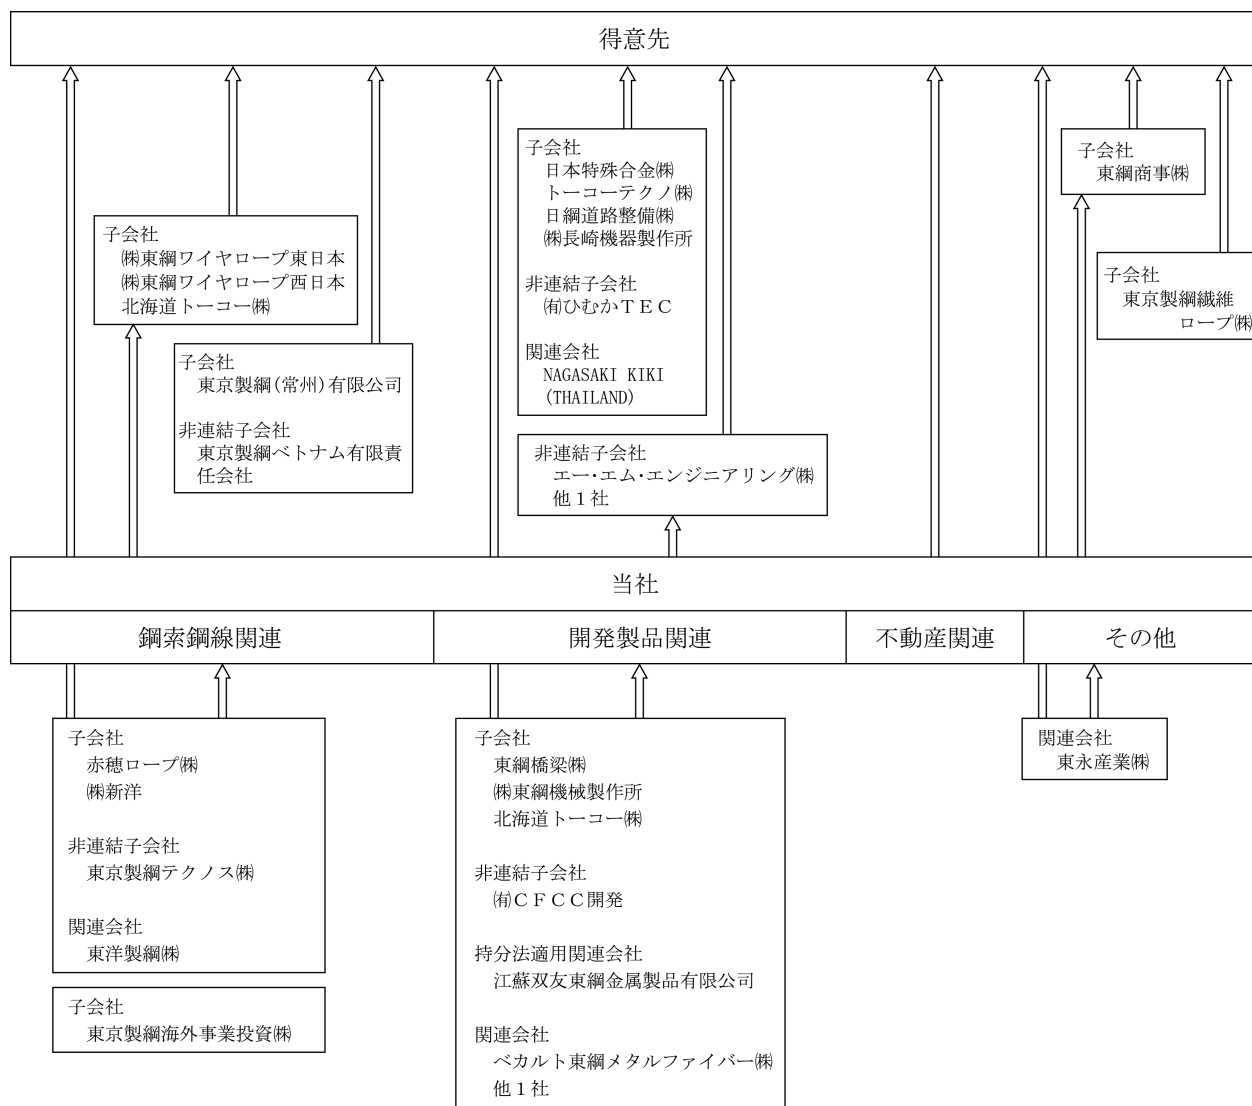 得意先
子会社
㈱東綱ワイヤロープ東日本
㈱東綱ワイヤロープ西日本
北海道トーコー㈱
子会社
東京製綱(常州)有限公司
非連結子会社
東京製綱ベトナム有限責
任会社
子会社
日本特殊合金㈱
トーコーテクノ㈱
日綱道路整備㈱
㈱長崎機器製作所
非連結子会社
㈲ひむかＴＥＣ
関連会社
NAGASAKI KIKI
(THAILAND)
非連結子会社
エー・エム・エンジニアリング㈱
他１社
子会社
東綱商事㈱
子会社
東京製綱繊維
ロープ㈱
当社
鋼索鋼線関連
開発製品関連
不動産関連
その他
子会社
赤穂ロープ㈱
㈱新洋
非連結子会社
東京製綱テクノス㈱
関連会社
東洋製綱㈱
子会社
東京製綱海外事業投資㈱
子会社
東綱橋梁㈱
㈱東綱機械製作所
北海道トーコー㈱
非連結子会社
㈲ＣＦＣＣ開発
持分法適用関連会社
江蘇双友東綱金属製品有限公司
関連会社
ベカルト東綱メタルファイバー㈱
他１社
関連会社
東永産業㈱